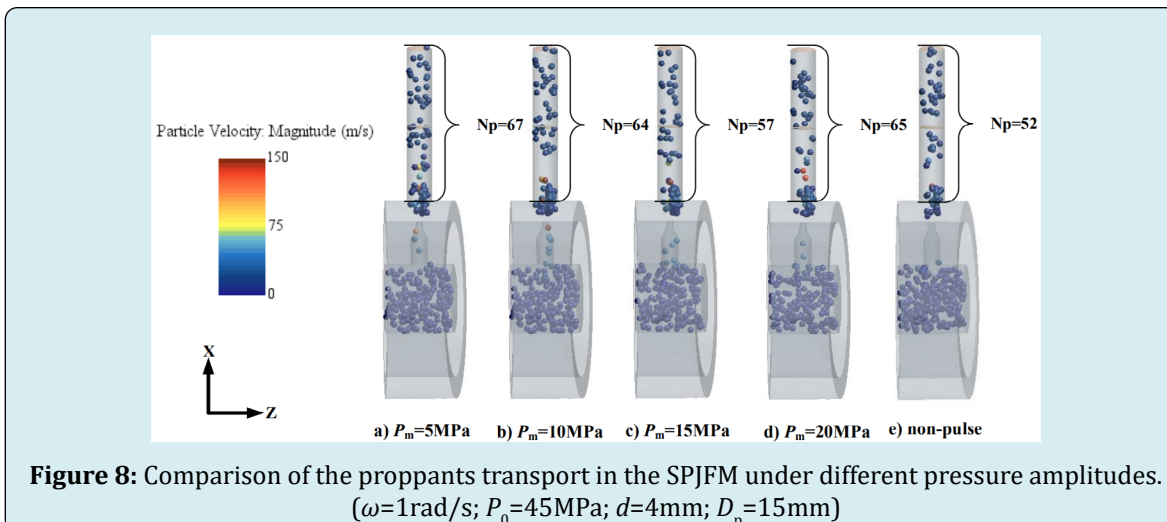 Particle Velocity: Magnitude (m/s)
150
75
0
X
Z
Np=67
Np=64
Np=57
Np=65
Np=52
a) Pm=5MPa
b) Pm=10MPa
c) Pm=15MPa
d) Pm=20MPa
e) non-pulse
Figure 8: Comparison of the proppants transport in the SPJFM under different pressure amplitudes.
(ω=1rad/s; P0=45MPa; d=4mm; Dp=15mm)